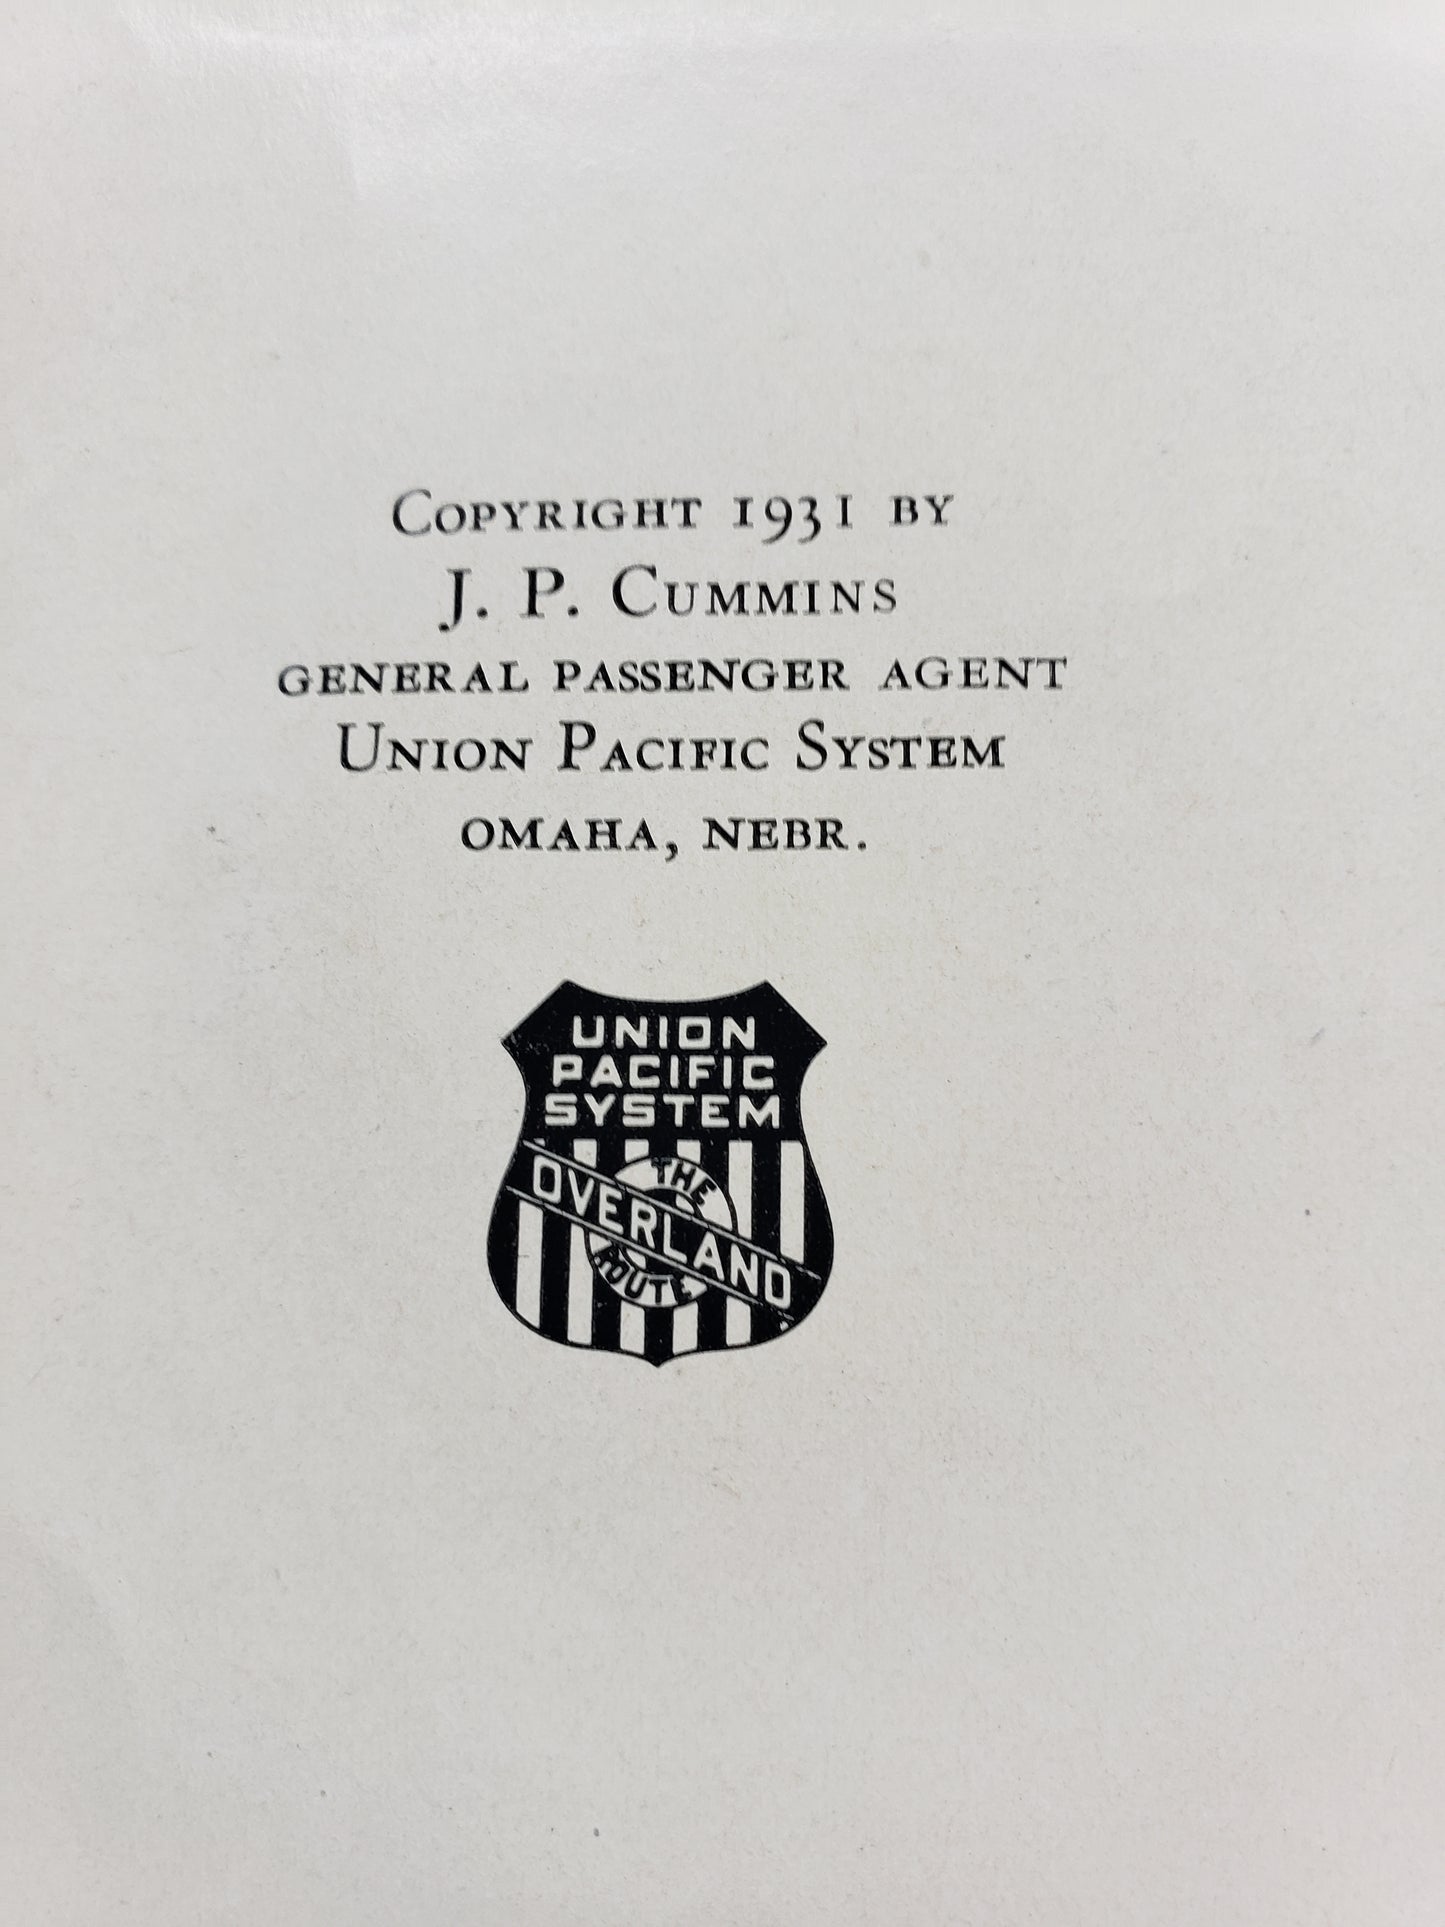 Copyright 1931 by
J. P. Cummins
general passenger agent
Union Pacific System
omaha, nebr.
UNION
PACIFIC
SYSTEM
THE
OVERLAND
ROUTE